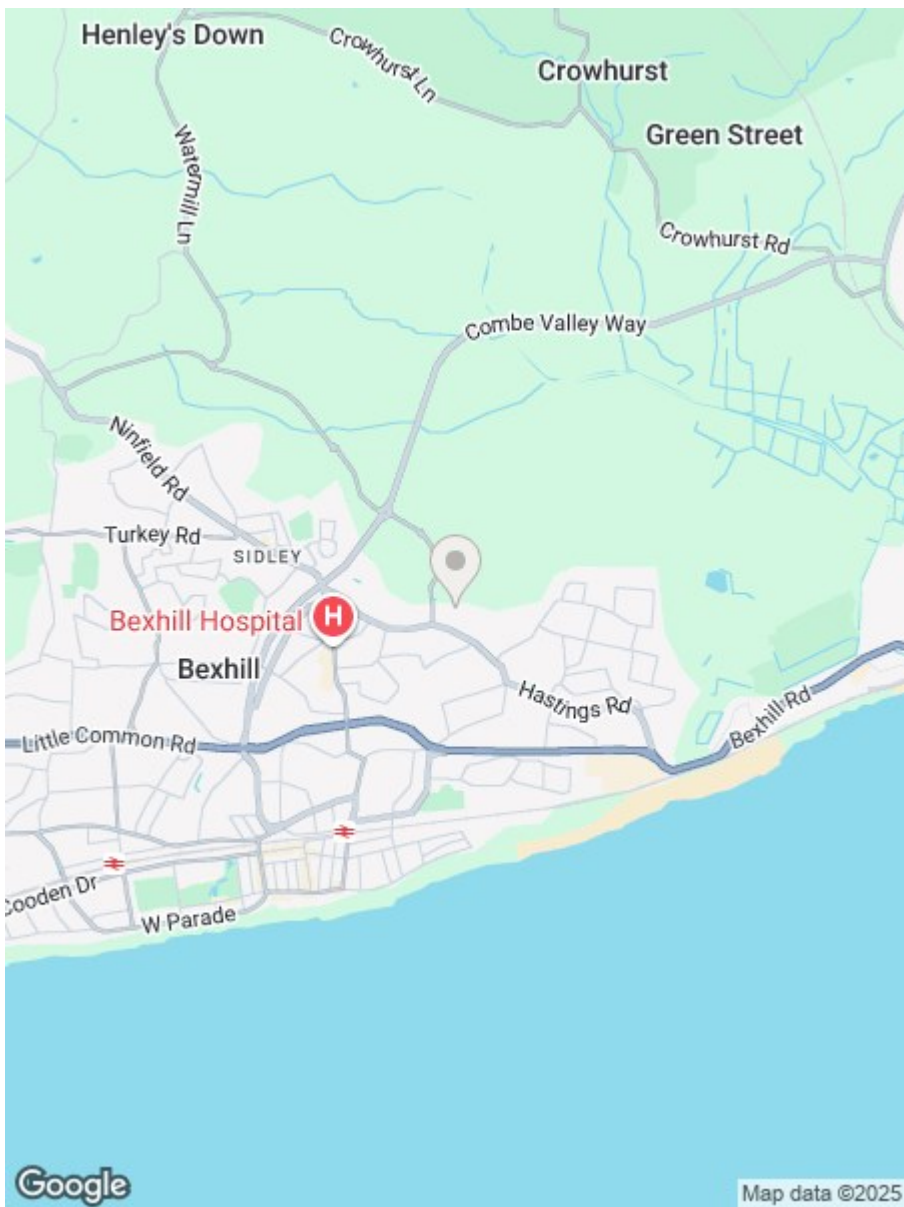 Henley's Down
Crowhurst Ln
Crowhurst
Green Street
Watermill Ln
Crowhurst Rd
Combe Valley Way
Ninfield Rd
Turkey Rd
SIDLEY
Bexhill Hospital
H
Bexhill
Hastings Rd
Bexhill Rd
Little Common Rd
Cooden Dr
W Parade
Google
Map data ©2025